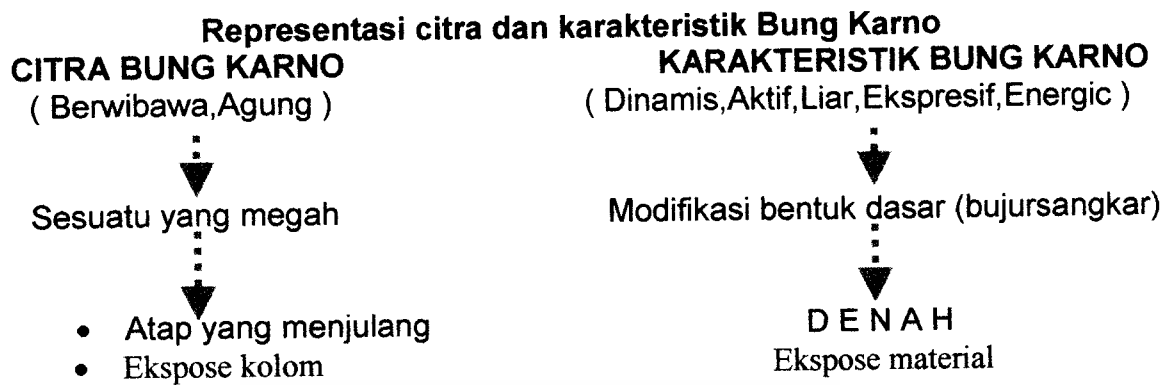 Representasi citra dan karakteristik Bung Karno
CITRA BUNG KARNO
( Berwibawa,Agung )
Sesuatu yang megah
• Atap yang menjulang
• Ekspose kolom
KARAKTERISTIK BUNG KARNO
( Dinamis,Aktif,Liar,Ekspresif,Energic )
Modifikasi bentuk dasar (bujursangkar)
D E N A H
Ekspose material